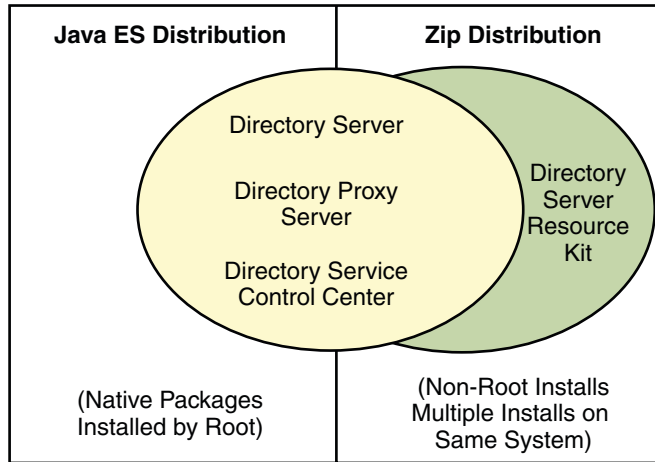 Java ES Distribution
Zip Distribution
Directory Server
Directory Proxy
Server
Directory Service
Control Center
Directory
Server
Resource
Kit
(Native Packages
Installed by Root)
(Non-Root Installs
Multiple Installs on
Same System)